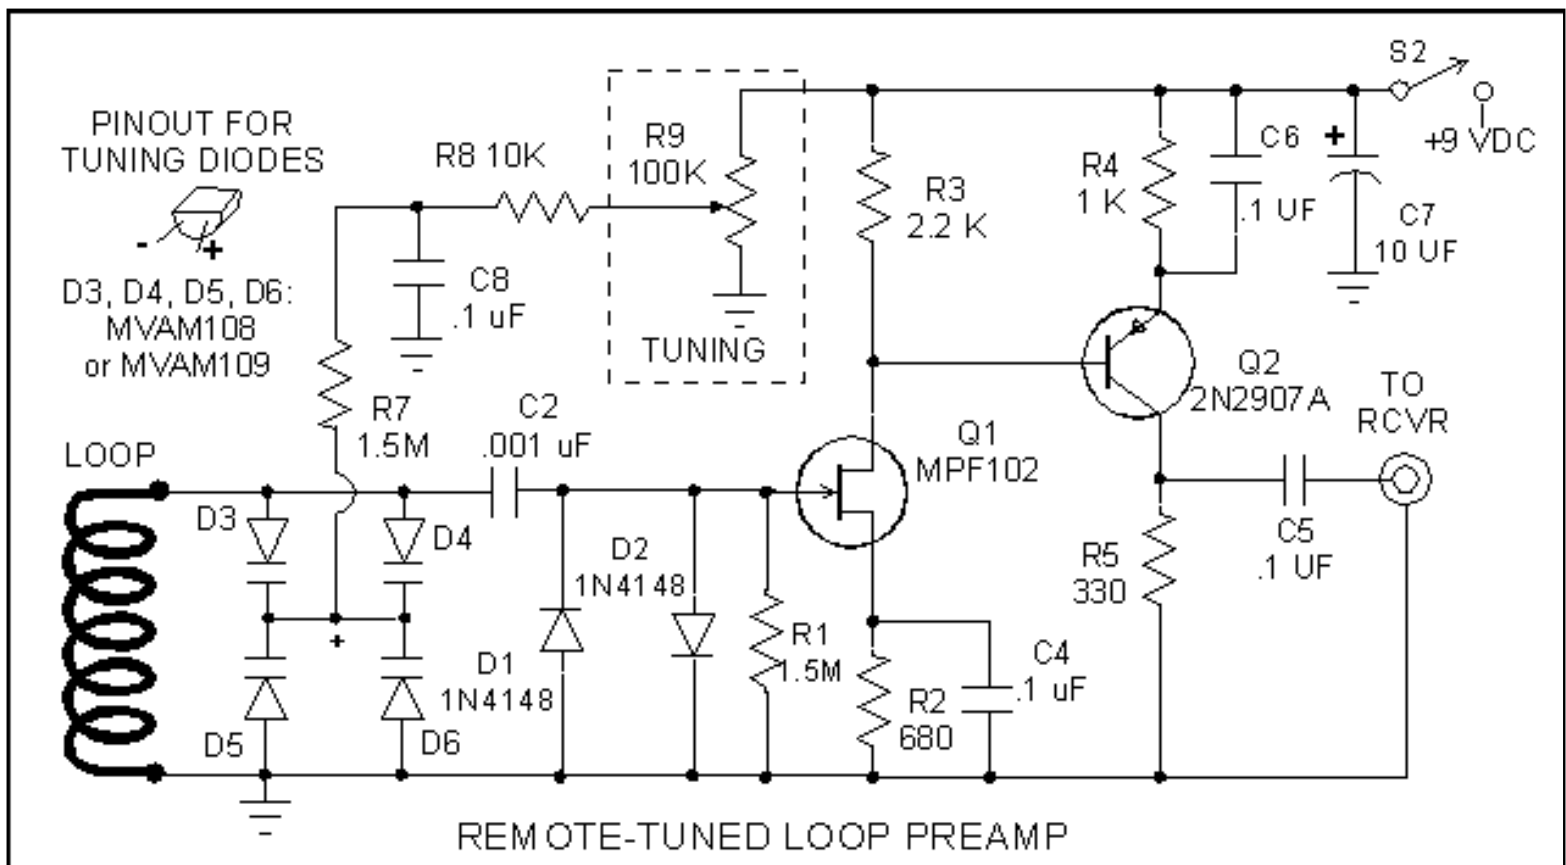 S2
+9 VDC
PINOUT FOR
TUNING DIODES
-
+
D3, D4, D5, D6:
MVAM108
or MVAM109
R8 10K
R9
100K
TUNING
C8
.1 uF
R3
2.2 K
R4
1 K
C6
.1 UF
+
C7
10 UF
R7
1.5M
C2
.001 uF
Q1
MPF102
Q2
2N2907A
TO
RCVR
LOOP
D3
D4
D5
D6
+
D1
1N4148
D2
1N4148
R1
1.5M
R2
680
C4
.1 uF
R5
330
C5
.1 UF
REMOTE-TUNED LOOP PREAMP